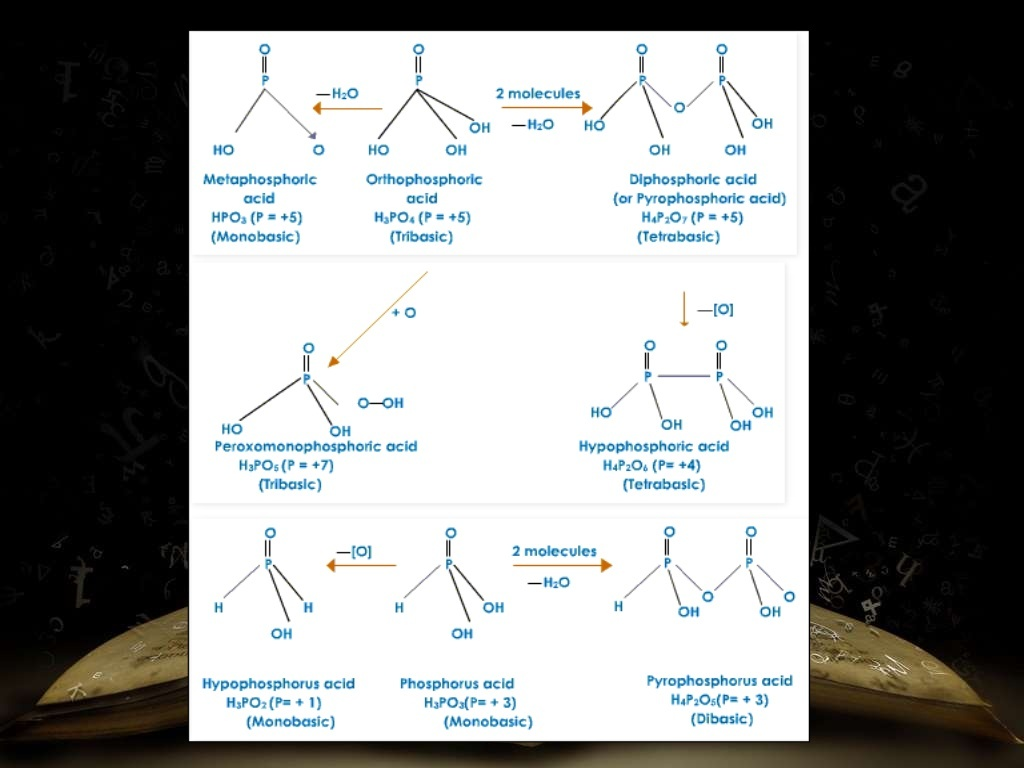 O
P
HO
O
—H₂O
O
P
HO
OH
OH
2 molecules
—H₂O
O
P
HO
OH
O
O
P
OH
OH
Metaphosphoric
acid
HPO₃ (P = +5)
(Monobasic)
Orthophosphoric
acid
H₃PO₄ (P = +5)
(Tribasic)
Diphosphoric acid
(or Pyrophosphoric acid)
H₄P₂O₇ (P = +5)
(Tetrabasic)
+ O
O
P
HO
OH
O—OH
Peroxomonophosphoric acid
H₃PO₅ (P = +7)
(Tribasic)
—[O]
O
P
HO
OH
O
P
OH
OH
Hypophosphoric acid
H₄P₂O₆ (P= +4)
(Tetrabasic)
O
P
H
H
OH
—[O]
O
P
H
OH
OH
2 molecules
—H₂O
O
P
H
OH
O
O
P
OH
O
Hypophosphorus acid
H₃PO₂ (P= + 1)
(Monobasic)
Phosphorus acid
H₃PO₃(P= + 3)
(Monobasic)
Pyrophosphorus acid
H₄P₂O₅(P= + 3)
(Dibasic)